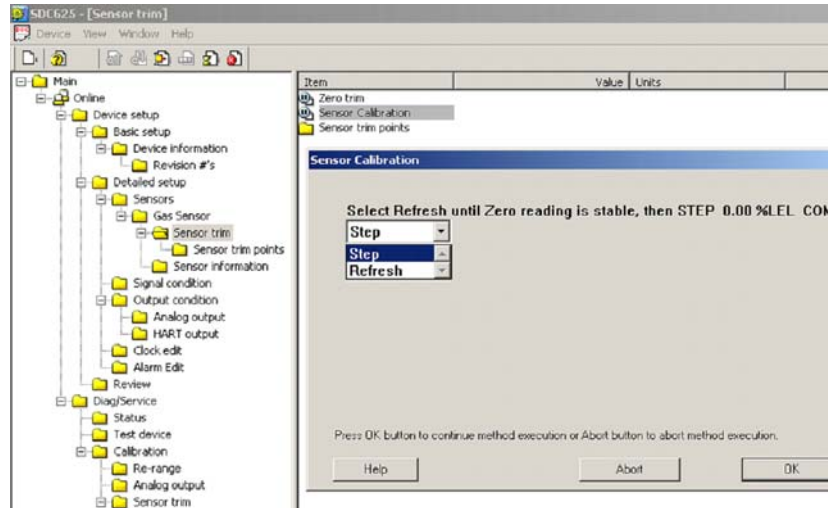 SDC625 - [Sensor trim]
Device View Window Help
Main
Online
Device setup
Basic setup
Device information
Revision #'s
Detailed setup
Sensors
Gas Sensor
Sensor trim
Sensor trim points
Sensor information
Signal condition
Output condition
Analog output
HART output
Clock edit
Alarm Edit
Review
Diag/Service
Status
Test device
Calibration
Re-range
Analog output
Sensor trim
Item Value Units
Zero trim
Sensor Calibration
Sensor trim points
Sensor Calibration
Select Refresh until Zero reading is stable, then STEP 0.00 %LEL COM
Step
Step
Refresh
Press OK button to continue method execution or Abort button to abort method execution.
Help Abort OK